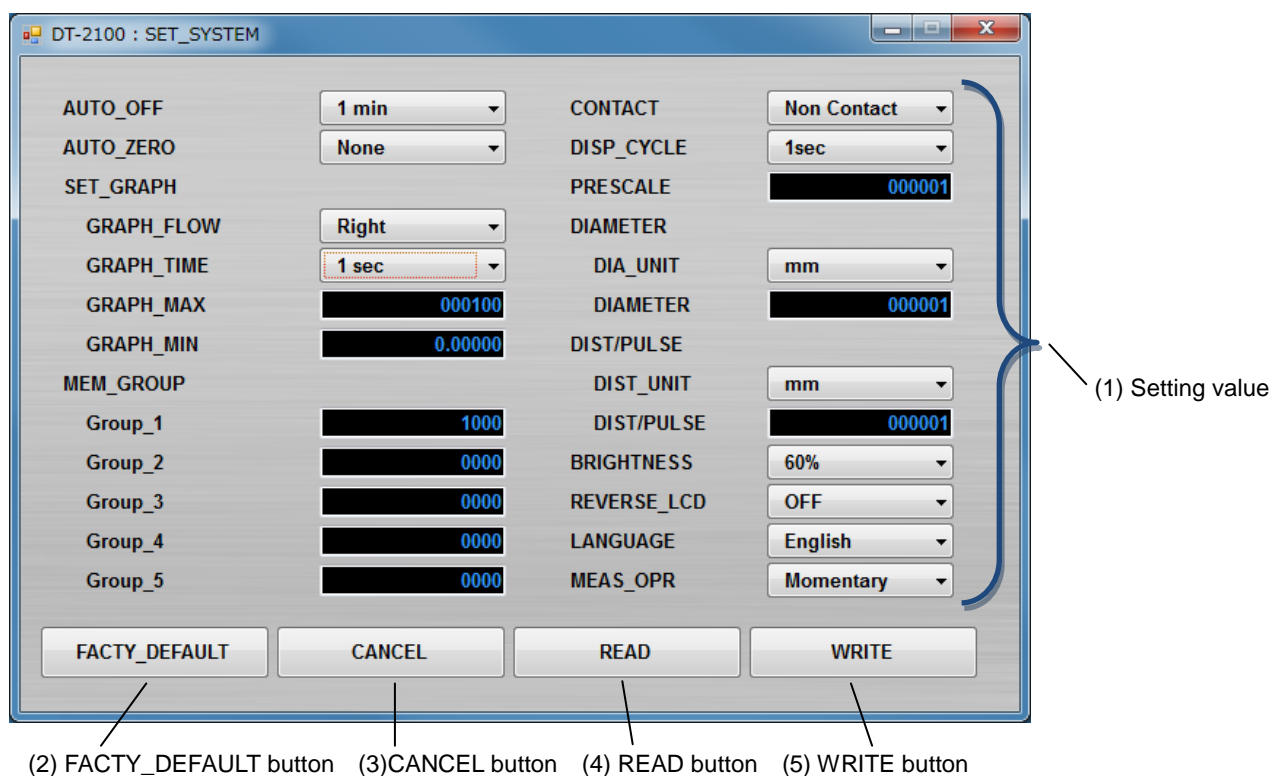 DT-2100 : SET_SYSTEM
AUTO_OFF 1 min CONTACT Non Contact
AUTO_ZERO None DISP_CYCLE 1sec
SET_GRAPH PRESCALE 000001
GRAPH_FLOW Right DIAMETER
GRAPH_TIME 1 sec DIA_UNIT mm
GRAPH_MAX 000100 DIAMETER 000001
GRAPH_MIN 0.00000 DIST/PULSE
MEM_GROUP DIST_UNIT mm
(1) Setting value
Group_1 1000 DIST/PULSE 000001
Group_2 0000 BRIGHTNESS 60%
Group_3 0000 REVERSE_LCD OFF
Group_4 0000 LANGUAGE English
Group_5 0000 MEAS_OPR Momentary
FACTY_DEFAULT CANCEL READ WRITE
(2) FACTY_DEFAULT button (3)CANCEL button (4) READ button (5) WRITE button